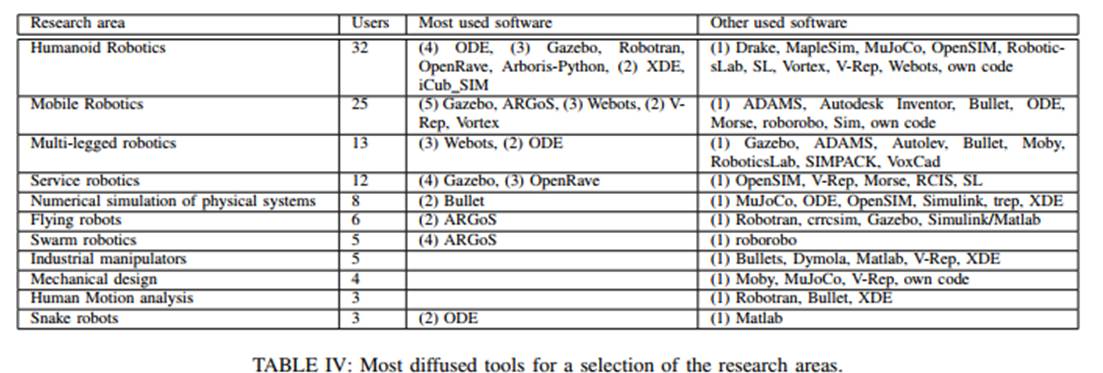 Research area Users Most used software Other used software
Humanoid Robotics 32 (4) ODE, (3) Gazebo, Robotran, (1) Drake, MapleSim, MuJoCo, OpenSIM, Robotic-
OpenRave, Arboris-Python, (2) XDE, sLab, SL, Vortex, V-Rep, Webots, own code
iCub_SIM
Mobile Robotics 25 (5) Gazebo, ARGoS, (3) Webots, (2) V- (1) ADAMS, Autodesk Inventor, Bullet, ODE,
Rep, Vortex Morse, roborobo, Sim, own code
Multi-legged robotics 13 (3) Webots, (2) ODE (1) Gazebo, ADAMS, Autolev, Bullet, Moby,
RoboticsLab, SIMPACK, VoxCad
Service robotics 12 (4) Gazebo, (3) OpenRave (1) OpenSIM, V-Rep, Morse, RCIS, SL
Numerical simulation of physical systems 8 (2) Bullet (1) MuJoCo, ODE, OpenSIM, Simulink, trep, XDE
Flying robots 6 (2) ARGoS (1) Robotran, crrcsim, Gazebo, Simulink/Matlab
Swarm robotics 5 (4) ARGoS (1) roborobo
Industrial manipulators 5 (1) Bullets, Dymola, Matlab, V-Rep, XDE
Mechanical design 4 (1) Moby, MuJoCo, V-Rep, own code
Human Motion analysis 3 (1) Robotran, Bullet, XDE
Snake robots 3 (2) ODE (1) Matlab
TABLE IV: Most diffused tools for a selection of the research areas.